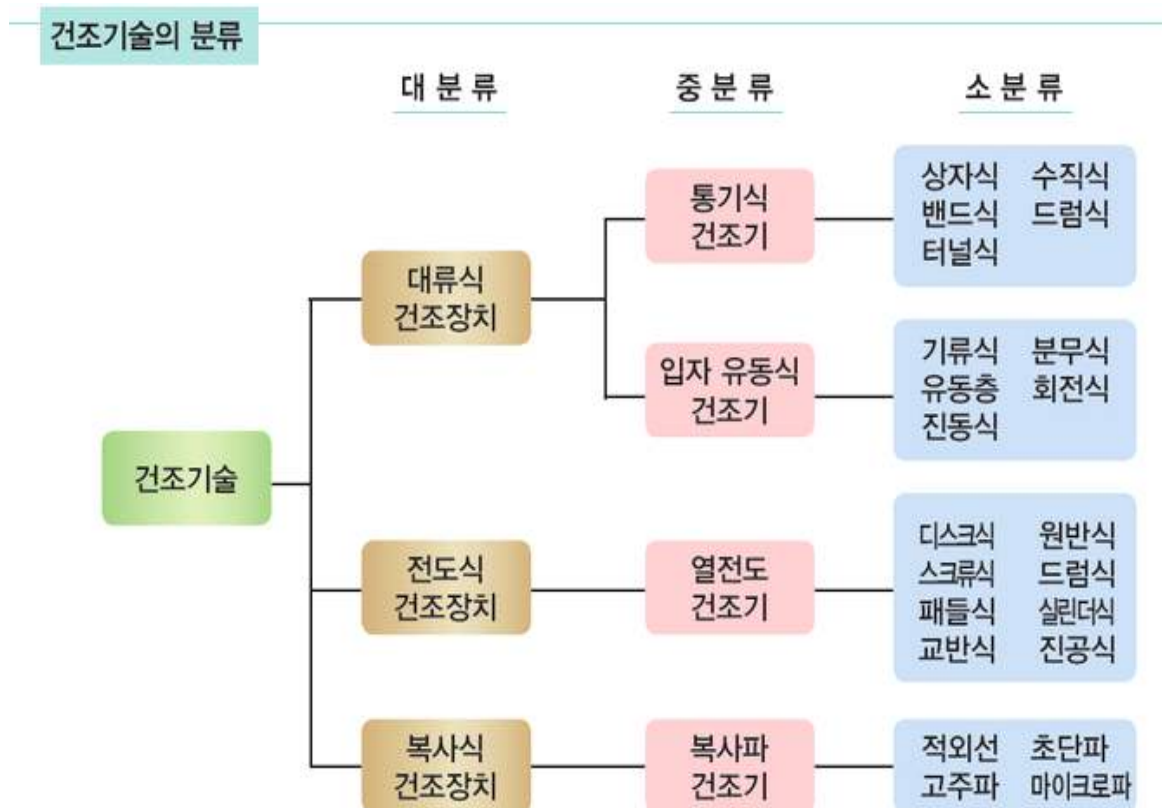 건조기술의 분류
대 분 류
중 분 류
소 분 류
건조기술
대류식
건조장치
통기식
건조기
상자식 수직식
밴드식 드럼식
터널식
입자 유동식
건조기
기류식 분무식
유동층 회전식
진동식
전도식
건조장치
열전도
건조기
디스크식 원반식
스크류식 드럼식
패들식 실린더식
교반식 진공식
복사식
건조장치
복사파
건조기
적외선 초단파
고주파 마이크로파